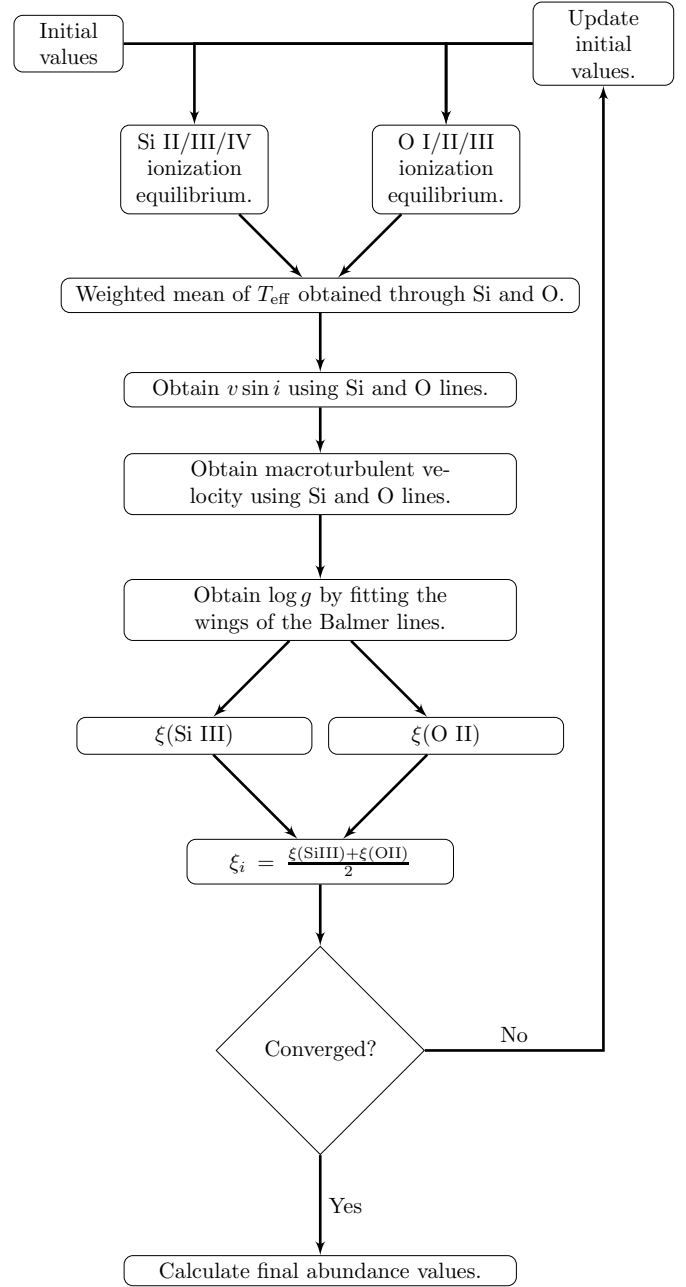 Initial
values
Update
initial
values.
Si II/III/IV
ionization
equilibrium.
O I/II/III
ionization
equilibrium.
Weighted mean of T_eff obtained through Si and O.
Obtain v sin i using Si and O lines.
Obtain macroturbulent ve-
locity using Si and O lines.
Obtain log g by fitting the
wings of the Balmer lines.
ξ(Si III)
ξ(O II)
ξ_i = (ξ(SiIII)+ξ(OII))/2
Converged?
No
Yes
Calculate final abundance values.